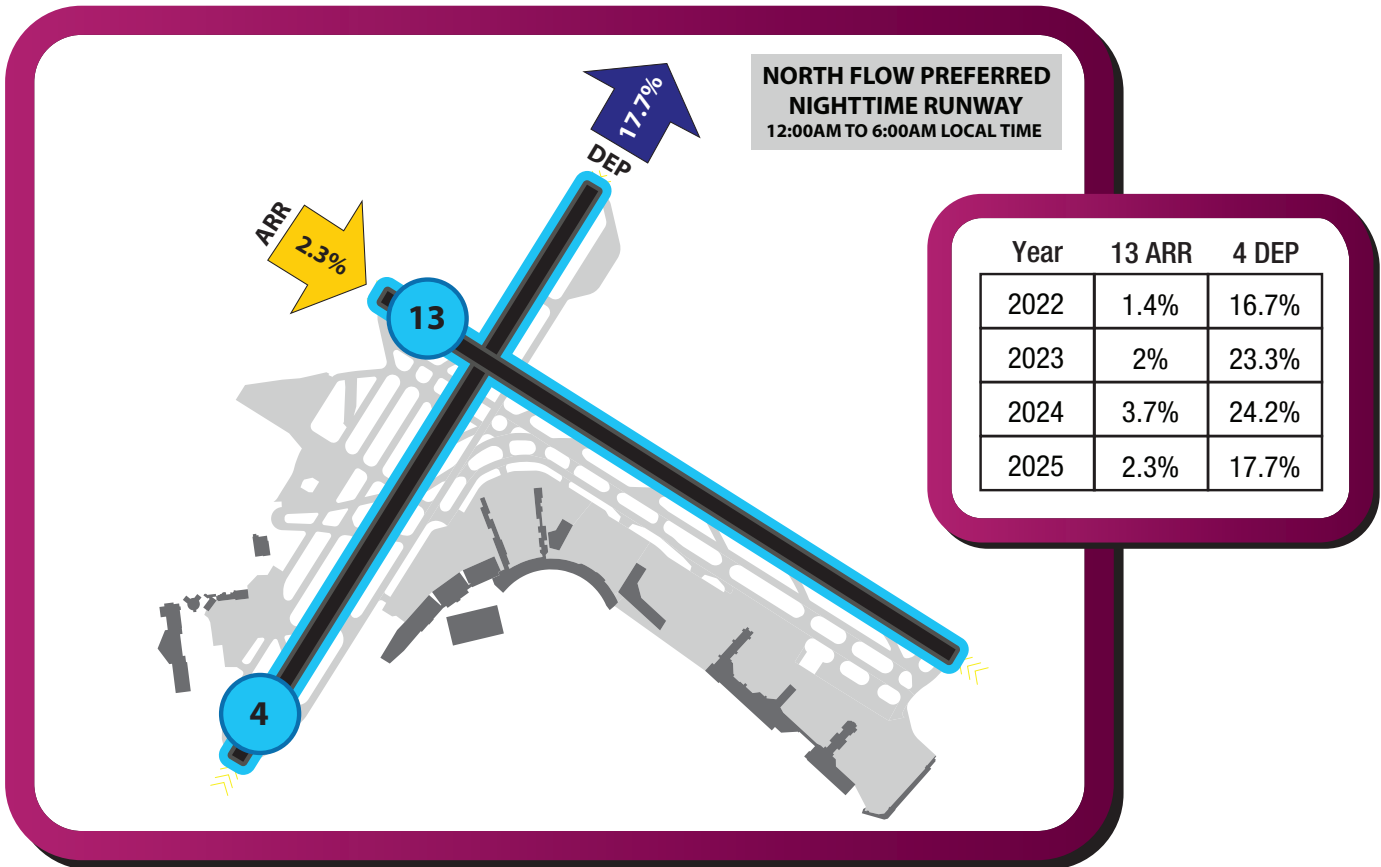 NORTH FLOW PREFERRED
NIGHTTIME RUNWAY
12:00AM TO 6:00AM LOCAL TIME
17.7%
DEP
ARR
2.3%
13
4
Year 13 ARR 4 DEP
2022 1.4% 16.7%
2023 2% 23.3%
2024 3.7% 24.2%
2025 2.3% 17.7%